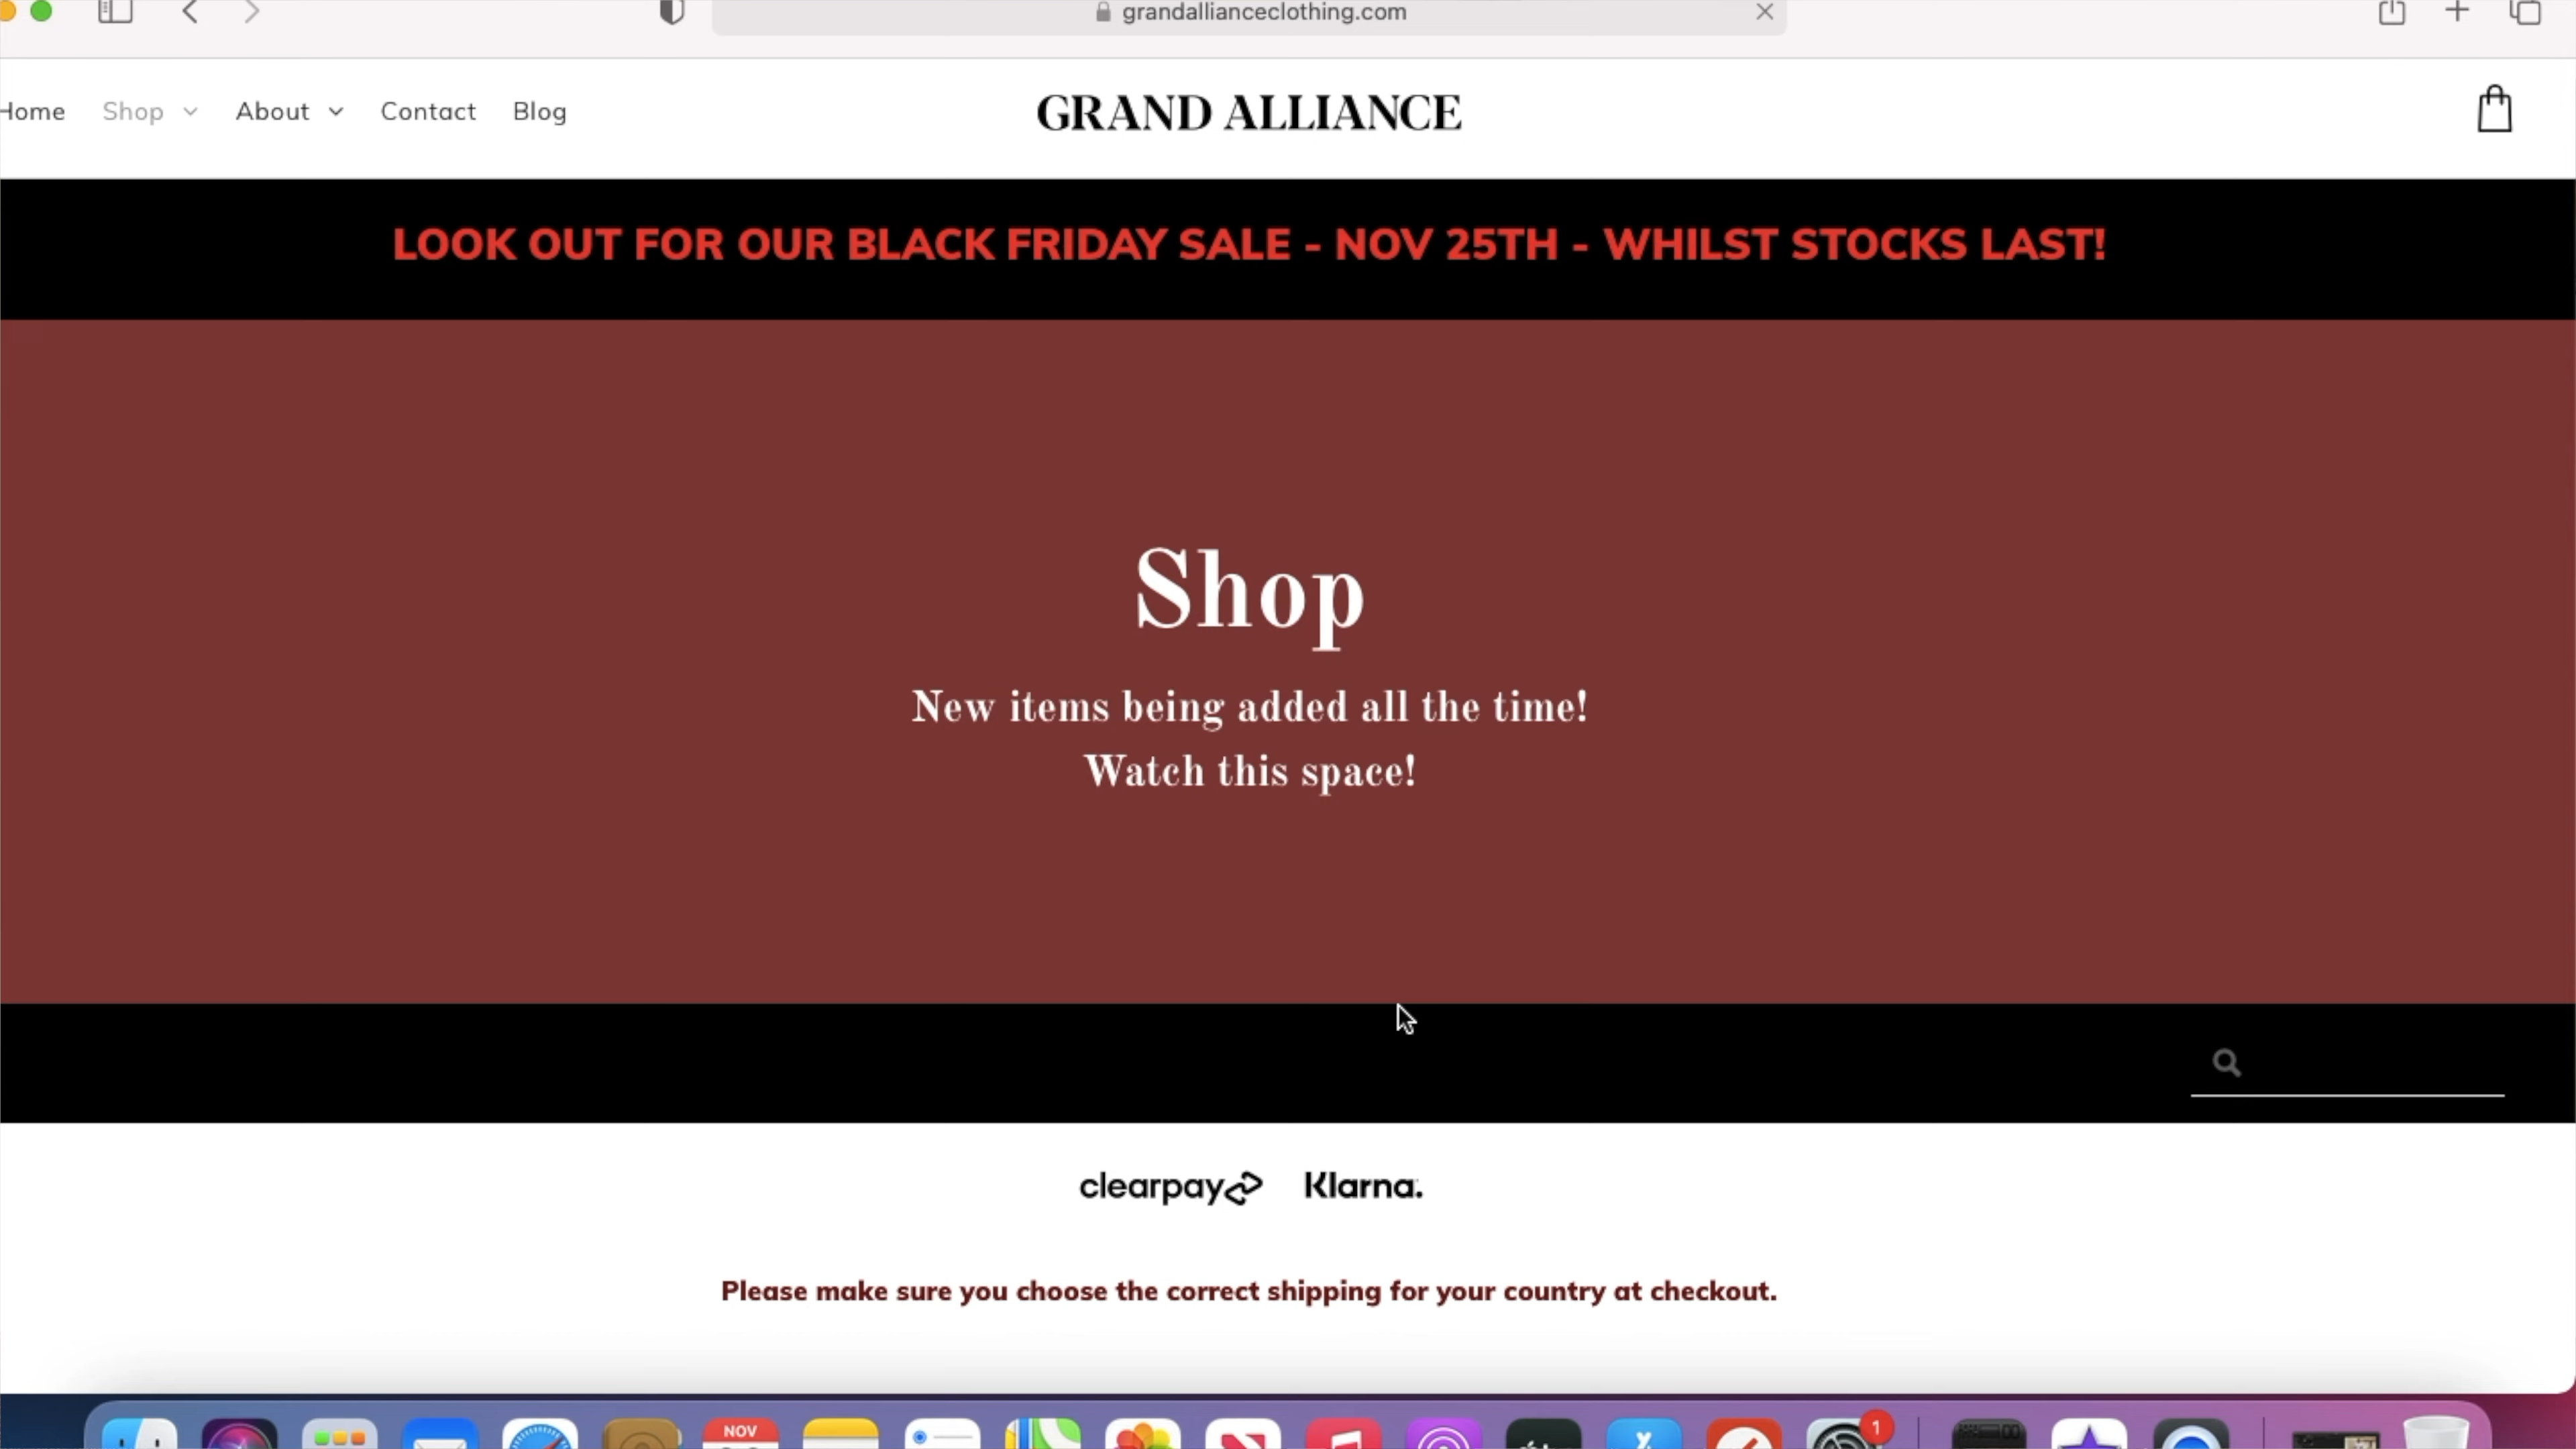 grandallianceclothing.com
Home Shop About Contact Blog
GRAND ALLIANCE
LOOK OUT FOR OUR BLACK FRIDAY SALE - NOV 25TH - WHILST STOCKS LAST!
Shop
New items being added all the time!
Watch this space!
clearpay Klarna.
Please make sure you choose the correct shipping for your country at checkout.
NOV
1